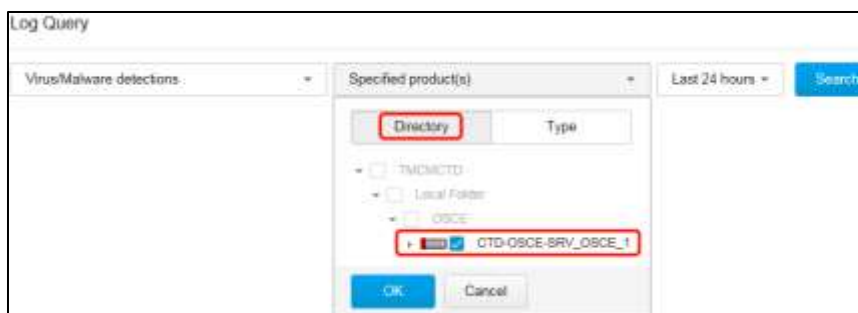 Log Query
Virus/Malware detections Specified product(s) Last 24 hours Search
Directory Type
TMCMCTD
Local Folder
OSCE
CTD-OSCE-SRV_OSCE_1
OK Cancel